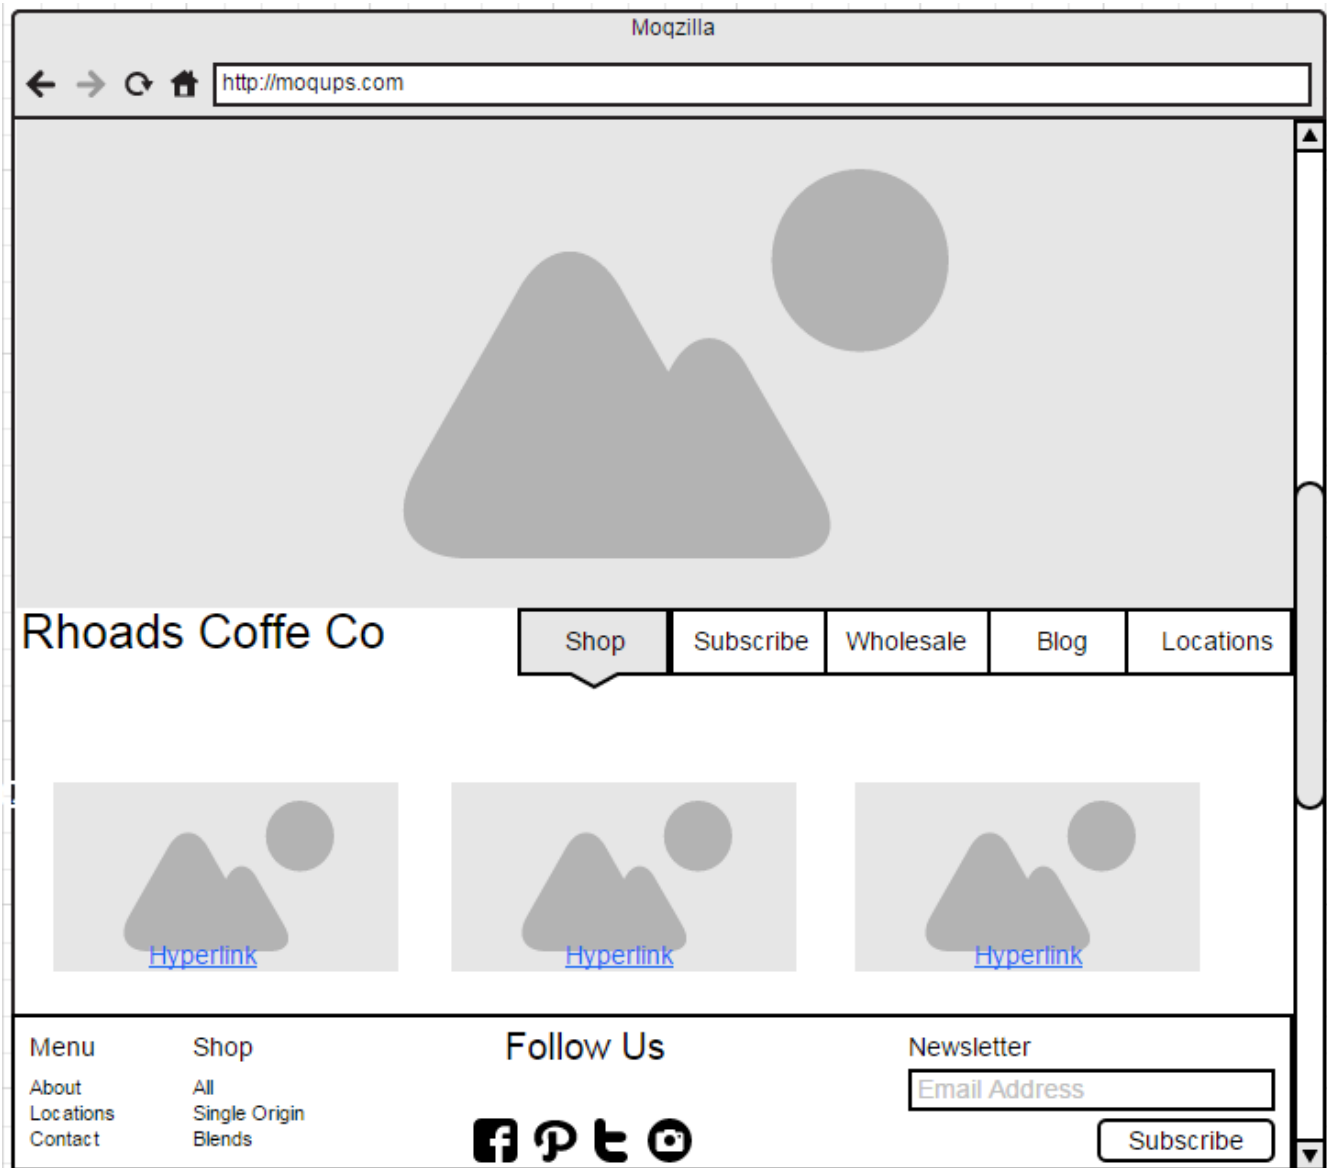 Moqzilla
http://moqups.com
Rhoads Coffe Co
Shop Subscribe Wholesale Blog Locations
Hyperlink Hyperlink Hyperlink
Menu Shop Follow Us Newsletter
About All Email Address
Locations Single Origin
Contact Blends Subscribe